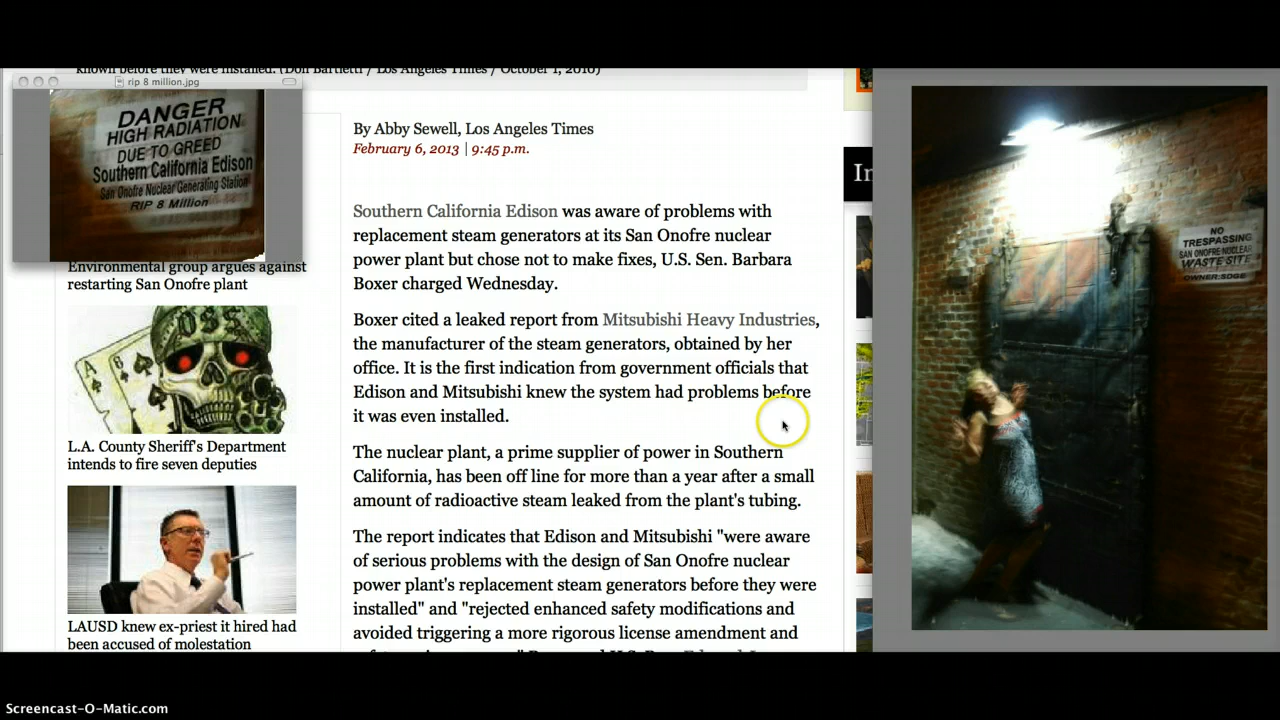 known before they were installed. (Don Bartletti / Los Angeles Times / October 1, 2010)
rip 8 million.jpg
DANGER
HIGH RADIATION
DUE TO GREED
Southern California Edison
San Onofre Nuclear Generating Station
RIP 8 Million
Environmental group argues against
restarting San Onofre plant
OSS
A
6
L.A. County Sheriff's Department
intends to fire seven deputies
LAUSD knew ex-priest it hired had
been accused of molestation
By Abby Sewell, Los Angeles Times
February 6, 2013 | 9:45 p.m.
Southern California Edison was aware of problems with
replacement steam generators at its San Onofre nuclear
power plant but chose not to make fixes, U.S. Sen. Barbara
Boxer charged Wednesday.
Boxer cited a leaked report from Mitsubishi Heavy Industries,
the manufacturer of the steam generators, obtained by her
office. It is the first indication from government officials that
Edison and Mitsubishi knew the system had problems before
it was even installed.
The nuclear plant, a prime supplier of power in Southern
California, has been off line for more than a year after a small
amount of radioactive steam leaked from the plant's tubing.
The report indicates that Edison and Mitsubishi "were aware
of serious problems with the design of San Onofre nuclear
power plant's replacement steam generators before they were
installed" and "rejected enhanced safety modifications and
avoided triggering a more rigorous license amendment and
In
NO
TRESPASSING
SAN ONOFRE NUCLEAR
WASTE SITE
OWNER:SDGE
Screencast-O-Matic.com